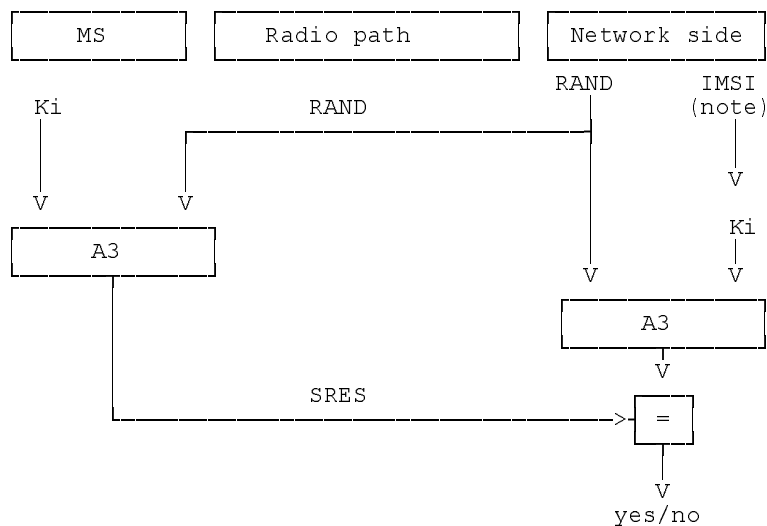 MS
Radio path
Network side
RAND
IMSI
(note)
Ki
RAND
Ki
A3
A3
SRES
=
yes/no